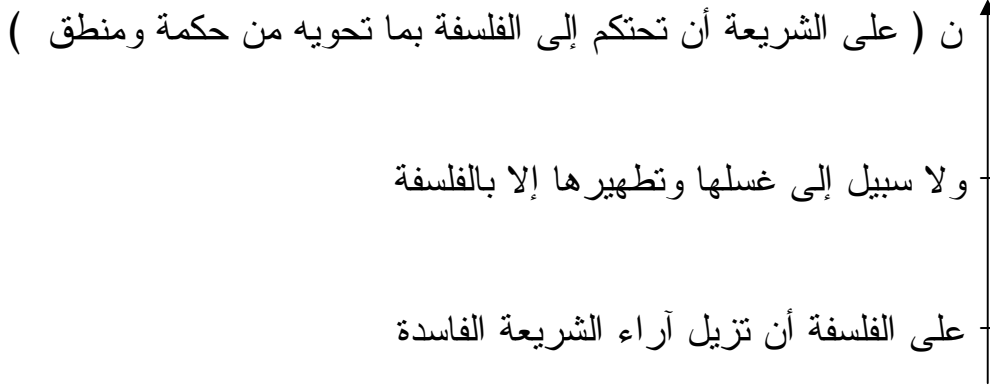 ن ( على الشريعة أن تحتكم إلى الفلسفة بما تحويه من حكمة ومنطق )
ولا سبيل إلى غسلها وتطهيرها إلا بالفلسفة
على الفلسفة أن تزيل آراء الشريعة الفاسدة